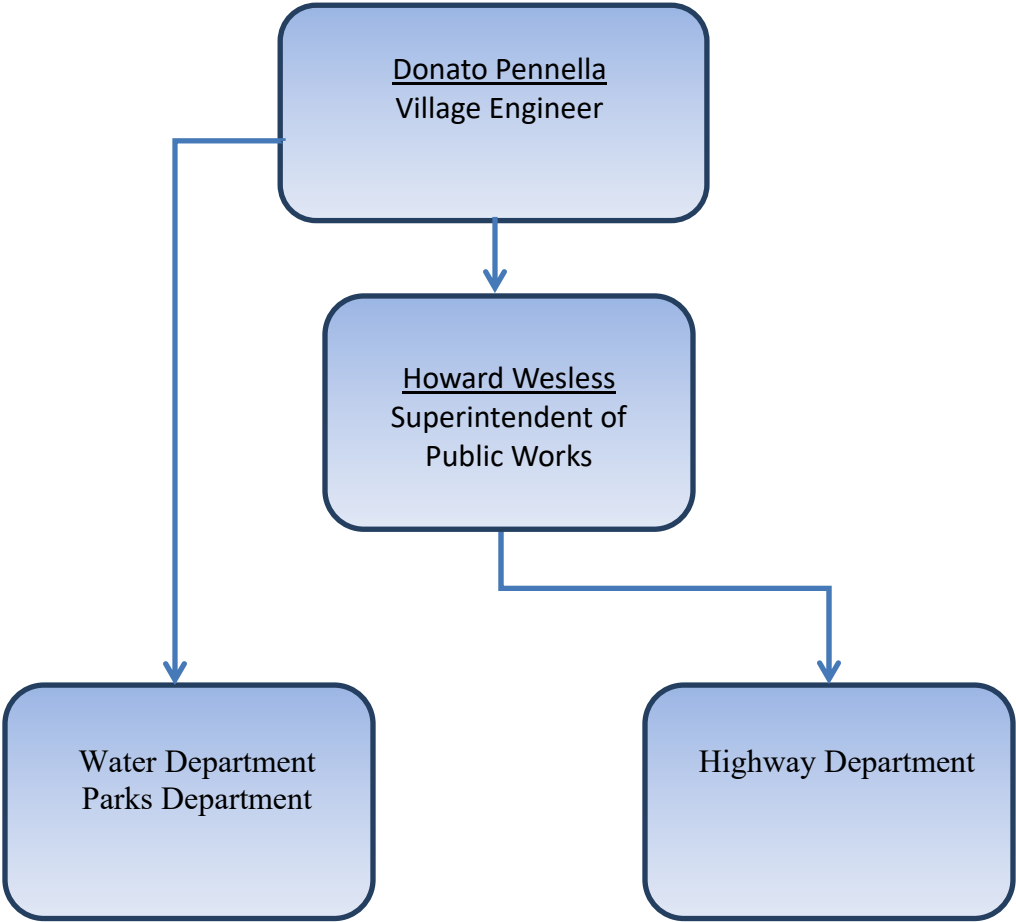 Donato Pennella
Village Engineer
Howard Wesless
Superintendent of
Public Works
Water Department
Parks Department
Highway Department